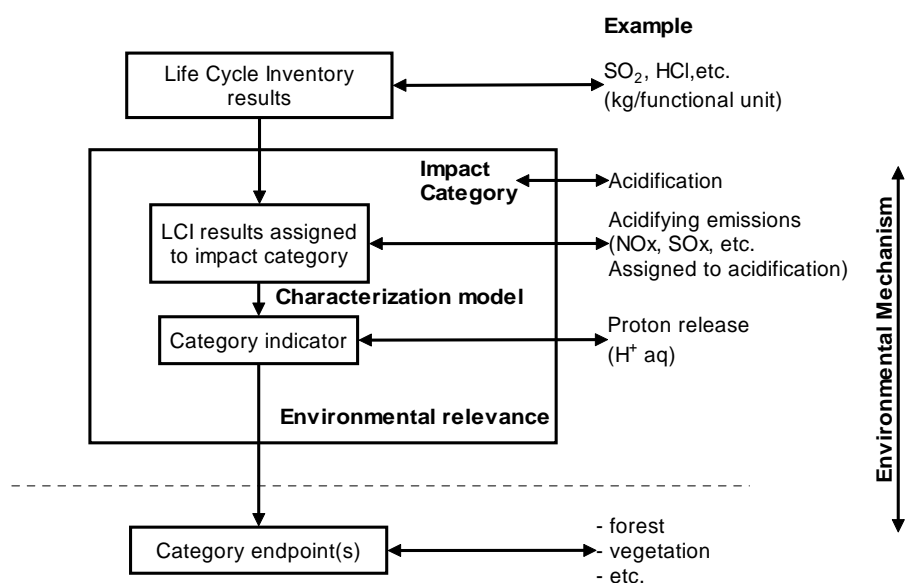 Example
Life Cycle Inventory
results
SO₂, HCl,etc.
(kg/functional unit)
Impact
Category
Acidification
LCI results assigned
to impact category
Acidifying emissions
(NOx, SOx, etc.
Assigned to acidification)
Characterization model
Category indicator
Proton release
(H⁺ aq)
Environmental relevance
Environmental Mechanism
Category endpoint(s)
- forest
- vegetation
- etc.